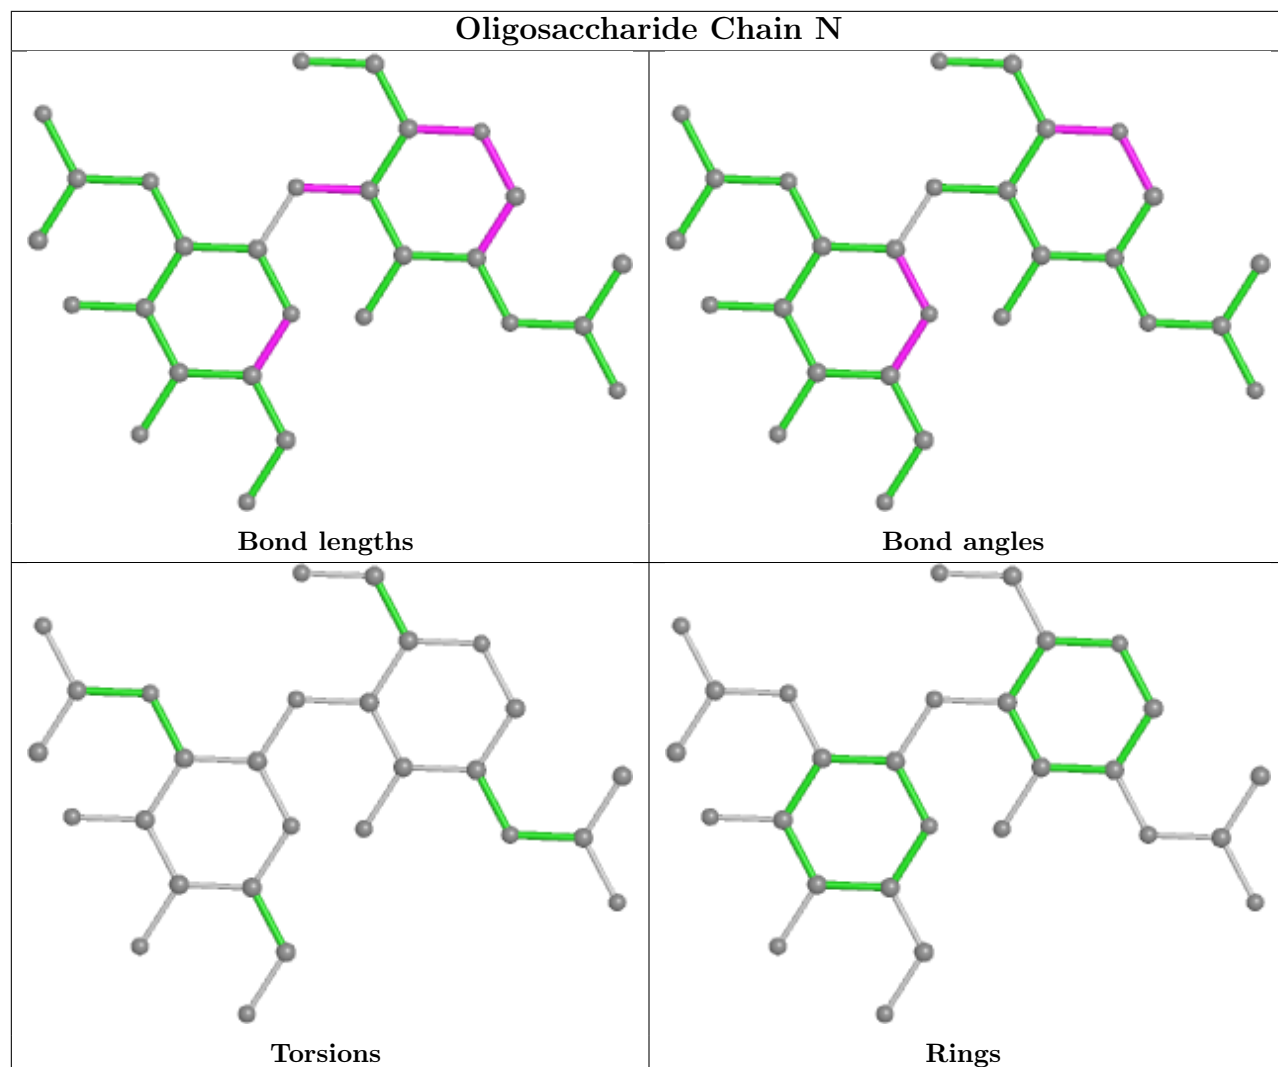 Oligosaccharide Chain N
Bond lengths
Bond angles
Torsions
Rings